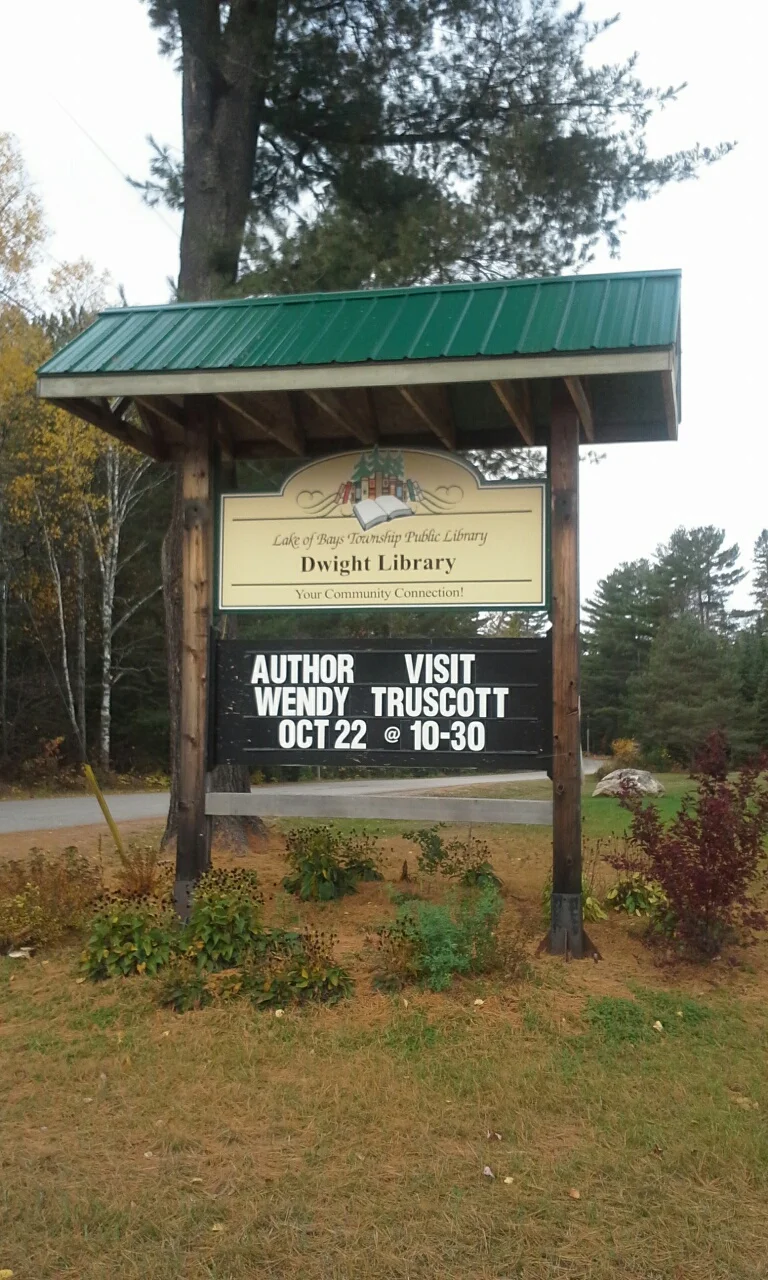 Lake of Bays Township Public Library
Dwight Library
Your Community Connection!
AUTHOR VISIT
WENDY TRUSCOTT
OCT 22 @ 10-30